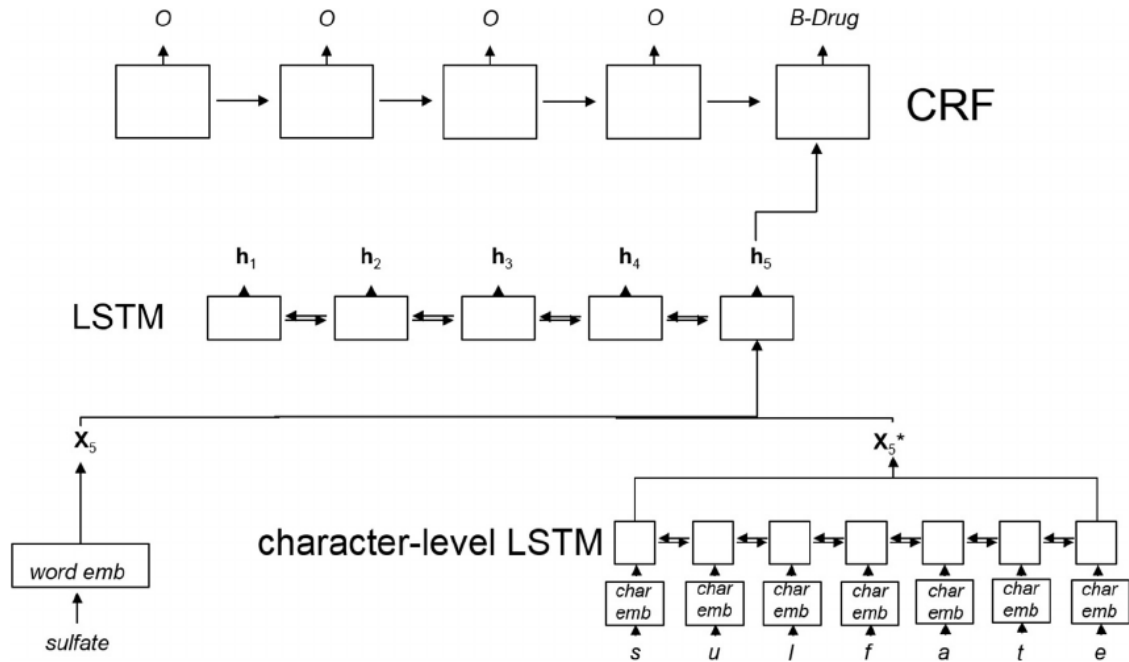 O O O O B-Drug
CRF
h₁ h₂ h₃ h₄ h₅
LSTM
x₅ x₅*
character-level LSTM
word emb
char emb char emb char emb char emb char emb char emb char emb
sulfate
s u l f a t e